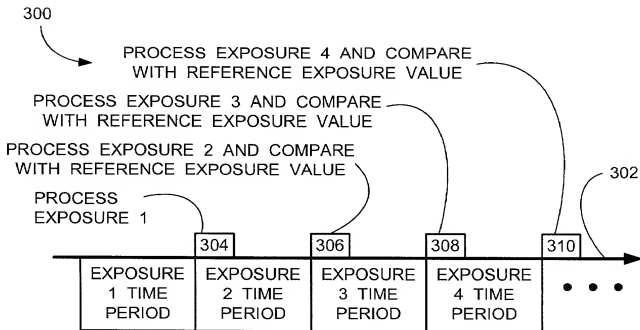 300
PROCESS EXPOSURE 4 AND COMPARE
WITH REFERENCE EXPOSURE VALUE
PROCESS EXPOSURE 3 AND COMPARE
WITH REFERENCE EXPOSURE VALUE
PROCESS EXPOSURE 2 AND COMPARE
WITH REFERENCE EXPOSURE VALUE
302
PROCESS
EXPOSURE 1
304
306
308
310
EXPOSURE
1 TIME
PERIOD
EXPOSURE
2 TIME
PERIOD
EXPOSURE
3 TIME
PERIOD
EXPOSURE
4 TIME
PERIOD
• • •